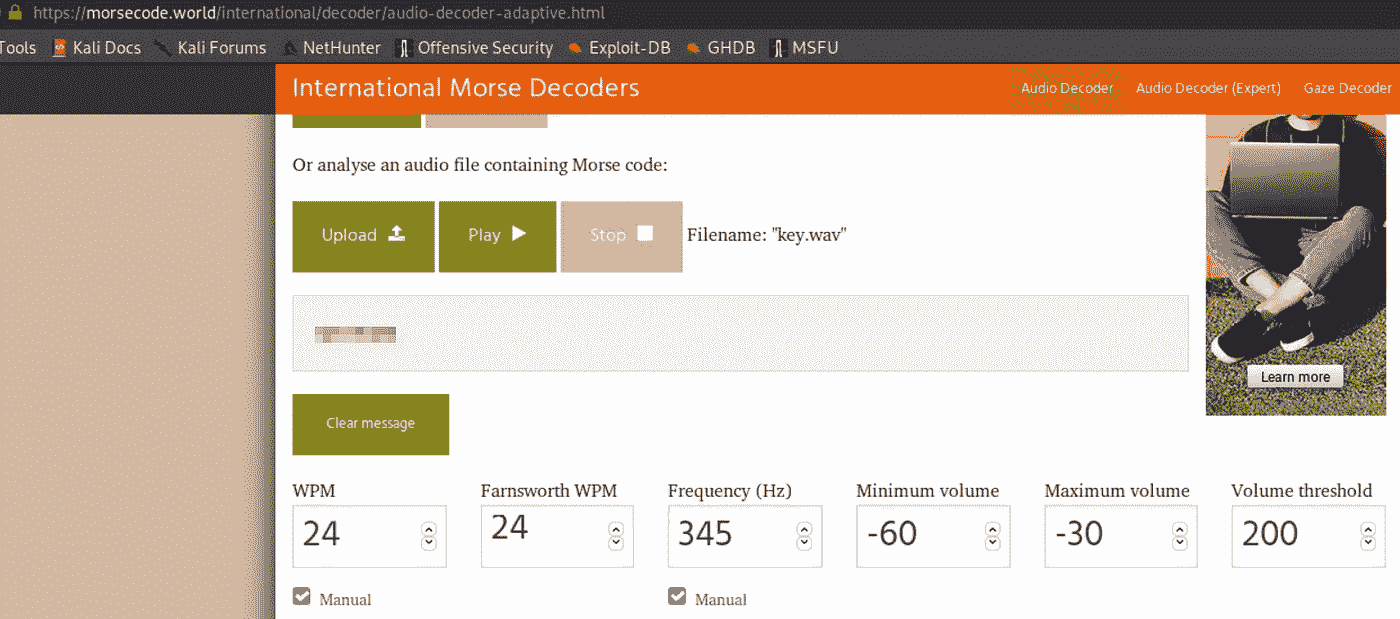 https://morsecode.world/international/decoder/audio-decoder-adaptive.html
Tools Kali Docs Kali Forums NetHunter Offensive Security Exploit-DB GHDB MSFU
International Morse Decoders Audio Decoder Audio Decoder (Expert) Gaze Decoder
Or analyse an audio file containing Morse code:
Upload Play Stop Filename: "key.wav"
Learn more
Clear message
WPM Farnsworth WPM Frequency (Hz) Minimum volume Maximum volume Volume threshold
24 24 345 -60 -30 200
Manual Manual